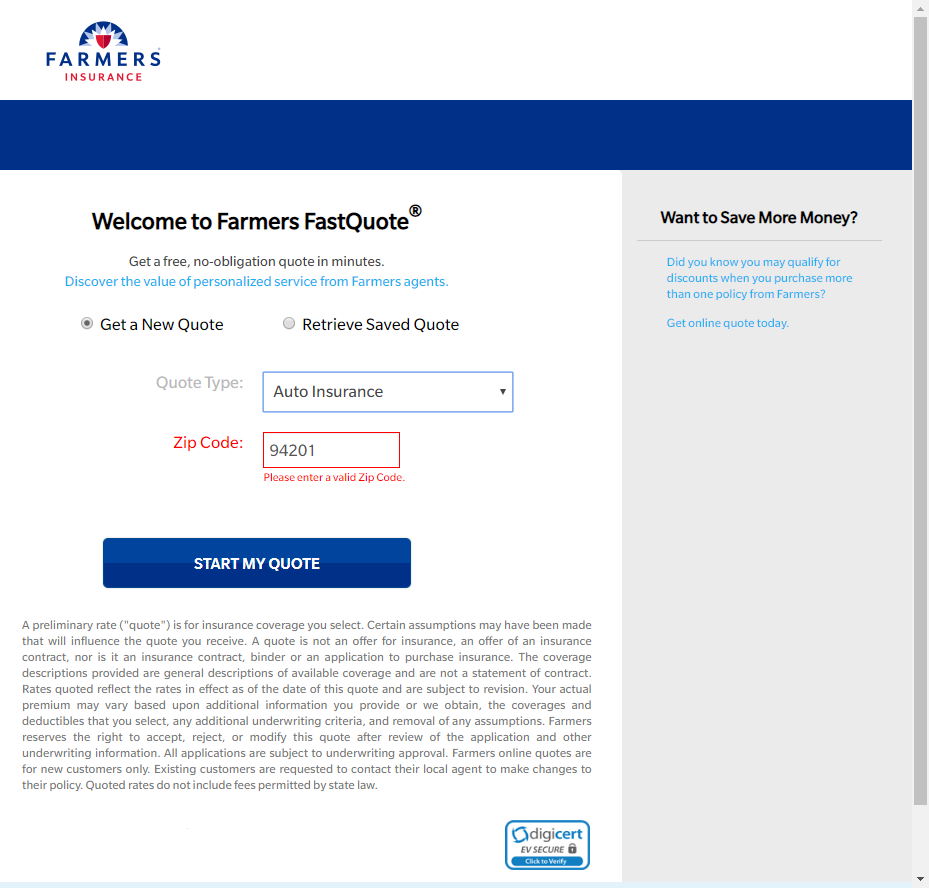 FARMERS
INSURANCE
Welcome to Farmers FastQuote®
Get a free, no-obligation quote in minutes.
Discover the value of personalized service from Farmers agents.
Get a New Quote
Retrieve Saved Quote
Quote Type:
Auto Insurance
Zip Code:
94201
Please enter a valid Zip Code.
START MY QUOTE
A preliminary rate ("quote") is for insurance coverage you select. Certain assumptions may have been made
that will influence the quote you receive. A quote is not an offer for insurance, an offer of an insurance
contract, nor is it an insurance contract, binder or an application to purchase insurance. The coverage
descriptions provided are general descriptions of available coverage and are not a statement of contract.
Rates quoted reflect the rates in effect as of the date of this quote and are subject to revision. Your actual
premium may vary based upon additional information you provide or we obtain, the coverages and
deductibles that you select, any additional underwriting criteria, and removal of any assumptions. Farmers
reserves the right to accept, reject, or modify this quote after review of the application and other
underwriting information. All applications are subject to underwriting approval. Farmers online quotes are
for new customers only. Existing customers are requested to contact their local agent to make changes to
their policy. Quoted rates do not include fees permitted by state law.
digicert
EV SECURE
Click to Verify
Want to Save More Money?
Did you know you may qualify for
discounts when you purchase more
than one policy from Farmers?
Get online quote today.